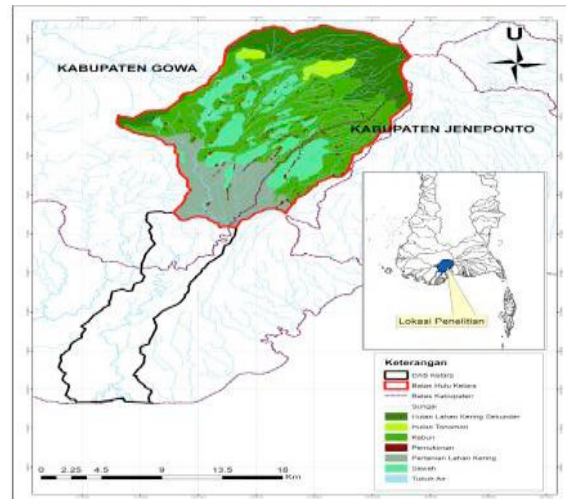 KABUPATEN GOWA
U
KABUPATEN JENEPONTO
Lokasi Penelitian
Keterangan
DAS Kelara
Batas Hulu Kelara
Batas Kabupaten
Sungai
Hutan Lahan Kering Sekunder
Hutan Tanaman
Kebun
Pemukiman
Pertanian Lahan Kering
Sawah
Tubuh Air
0 2.25 4.5 9 13.5 18
Km